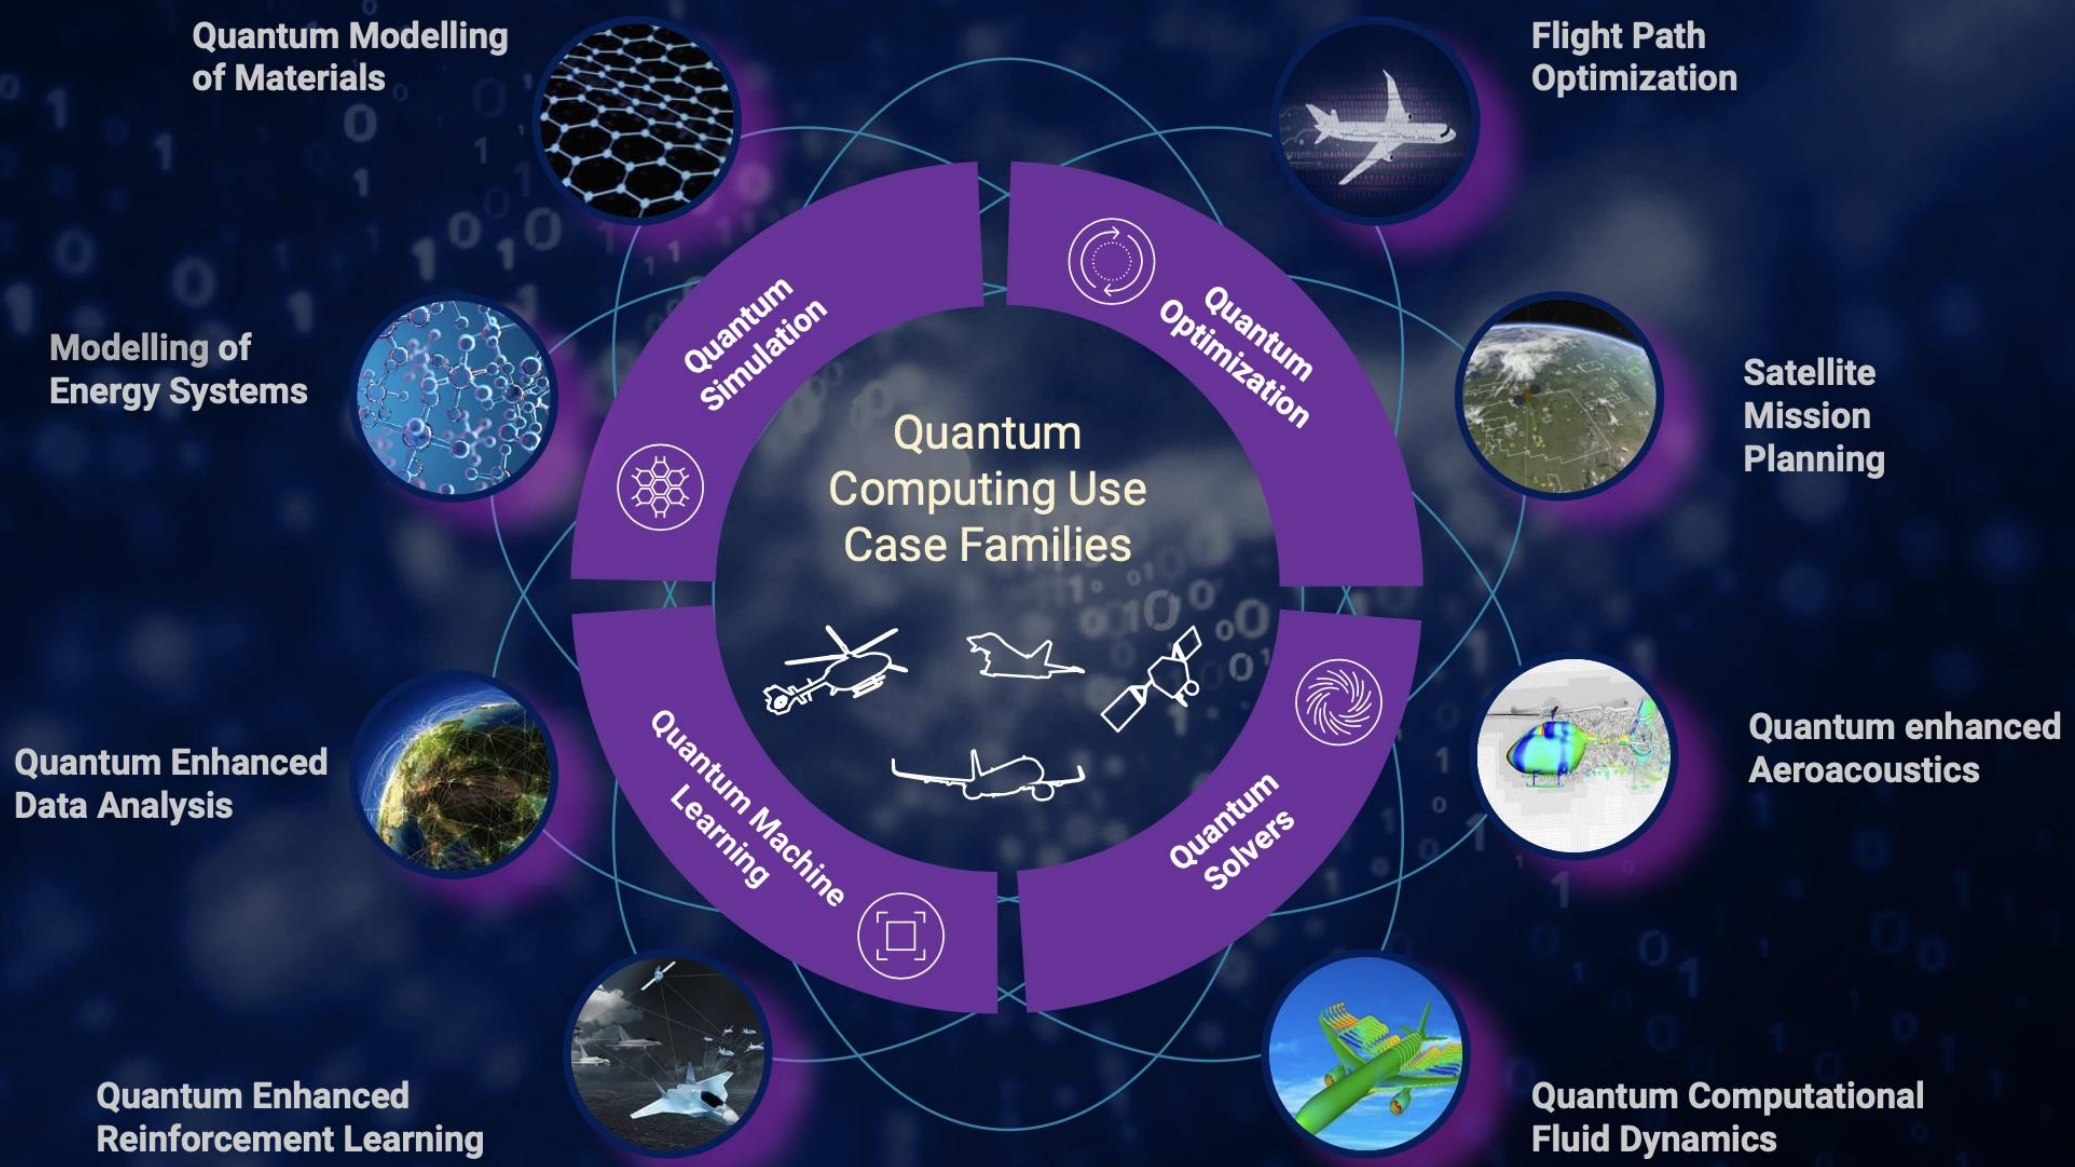 Quantum Modelling
of Materials
Flight Path
Optimization
Modelling of
Energy Systems
Quantum
Simulation
Quantum
Optimization
Satellite
Mission
Planning
Quantum
Computing Use
Case Families
Quantum Enhanced
Data Analysis
Quantum Machine
Learning
Quantum
Solvers
Quantum enhanced
Aeroacoustics
Quantum Enhanced
Reinforcement Learning
Quantum Computational
Fluid Dynamics